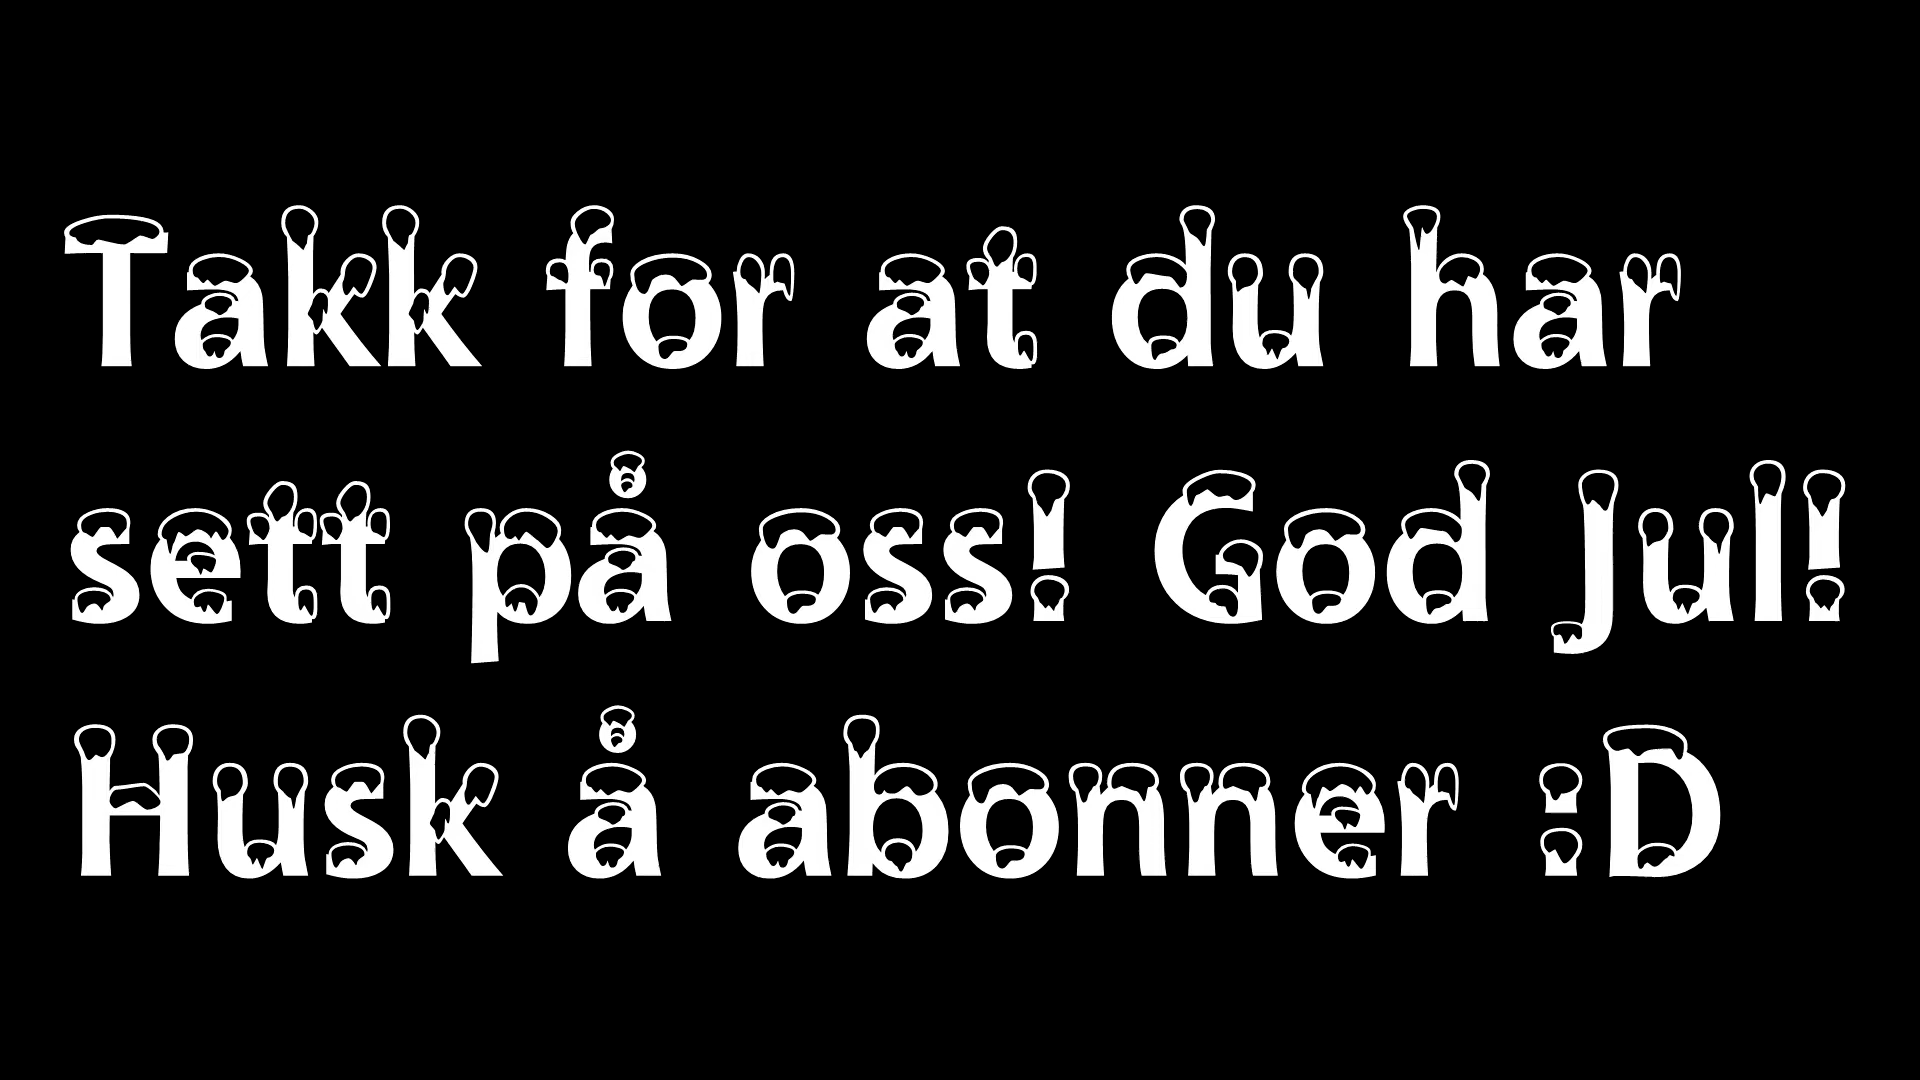 Takk for at du har
sett på oss! God Jul!
Husk å abonner :D